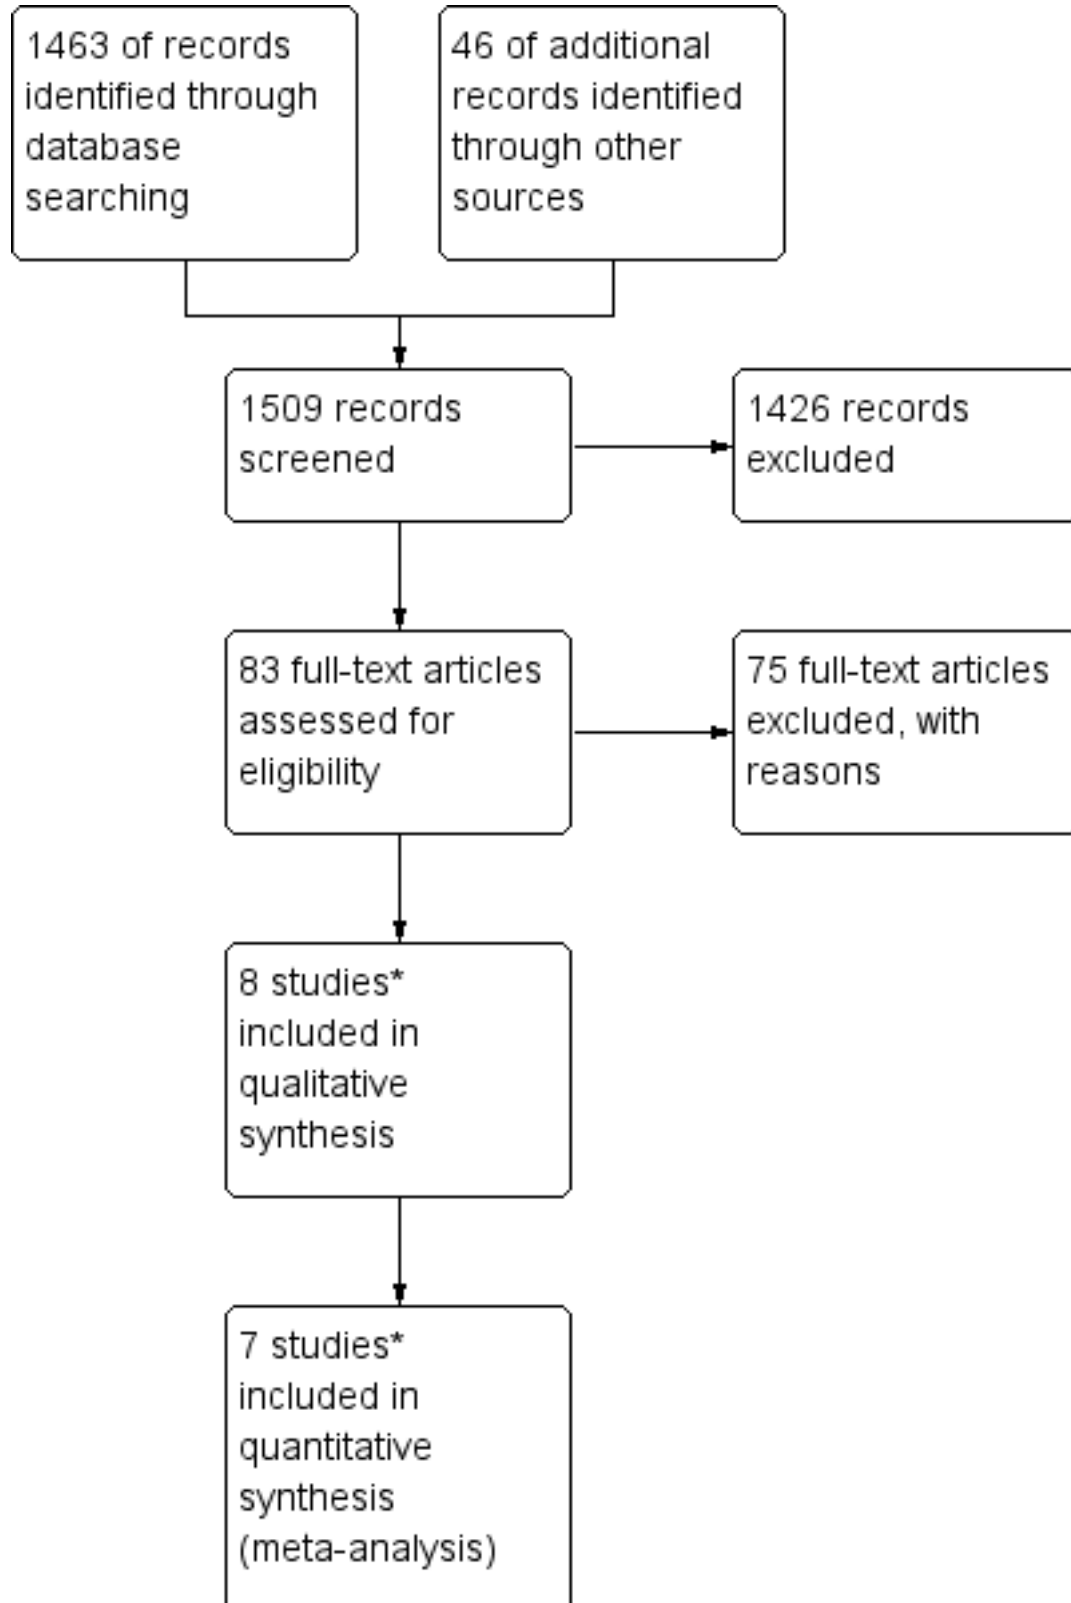 1463 of records
identified through
database
searching
46 of additional
records identified
through other
sources
1509 records
screened
1426 records
excluded
83 full-text articles
assessed for
eligibility
75 full-text articles
excluded, with
reasons
8 studies*
included in
qualitative
synthesis
7 studies*
included in
quantitative
synthesis
(meta-analysis)